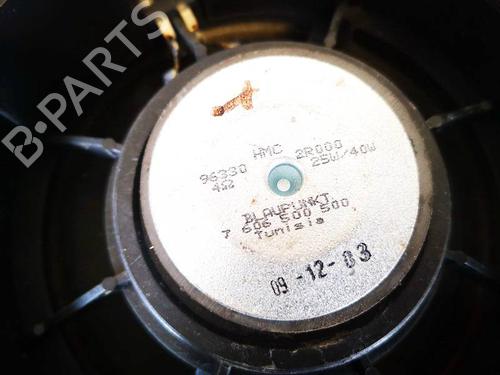 B-PARTS
HMC
96330 2R000
4Ω 25W/40W
BLAUPUNKT
7 606 500 500
Tunisia
09-12-03